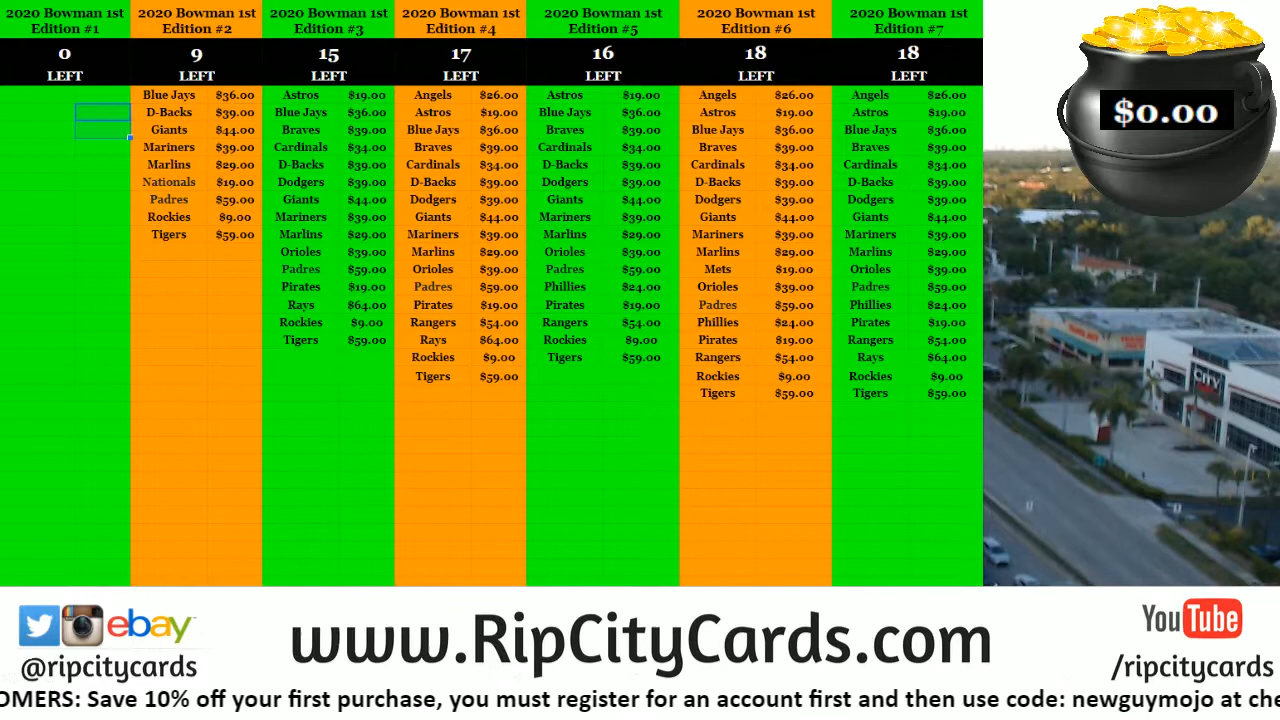 2020 Bowman 1st
Edition #1
0
LEFT
2020 Bowman 1st
Edition #2
9
LEFT
Blue Jays $36.00
D-Backs $39.00
Giants $44.00
Mariners $39.00
Marlins $29.00
Nationals $19.00
Padres $59.00
Rockies $9.00
Tigers $59.00
2020 Bowman 1st
Edition #3
15
LEFT
Astros $19.00
Blue Jays $36.00
Braves $39.00
Cardinals $34.00
D-Backs $39.00
Dodgers $39.00
Giants $44.00
Mariners $39.00
Marlins $29.00
Orioles $39.00
Padres $59.00
Pirates $19.00
Rays $64.00
Rockies $9.00
Tigers $59.00
2020 Bowman 1st
Edition #4
17
LEFT
Angels $26.00
Astros $19.00
Blue Jays $36.00
Braves $39.00
Cardinals $34.00
D-Backs $39.00
Dodgers $39.00
Giants $44.00
Mariners $39.00
Marlins $29.00
Orioles $39.00
Padres $59.00
Pirates $19.00
Rangers $54.00
Rays $64.00
Rockies $9.00
Tigers $59.00
2020 Bowman 1st
Edition #5
16
LEFT
Astros $19.00
Blue Jays $36.00
Braves $39.00
Cardinals $34.00
D-Backs $39.00
Dodgers $39.00
Giants $44.00
Mariners $39.00
Marlins $29.00
Orioles $39.00
Padres $59.00
Phillies $24.00
Pirates $19.00
Rangers $54.00
Rockies $9.00
Tigers $59.00
2020 Bowman 1st
Edition #6
18
LEFT
Angels $26.00
Astros $19.00
Blue Jays $36.00
Braves $39.00
Cardinals $34.00
D-Backs $39.00
Dodgers $39.00
Giants $44.00
Mariners $39.00
Marlins $29.00
Mets $19.00
Orioles $39.00
Padres $59.00
Phillies $24.00
Pirates $19.00
Rangers $54.00
Rockies $9.00
Tigers $59.00
2020 Bowman 1st
Edition #7
18
LEFT
Angels $26.00
Astros $19.00
Blue Jays $36.00
Braves $39.00
Cardinals $34.00
D-Backs $39.00
Dodgers $39.00
Giants $44.00
Mariners $39.00
Marlins $29.00
Orioles $39.00
Padres $59.00
Phillies $24.00
Pirates $19.00
Rangers $54.00
Rays $64.00
Rockies $9.00
Tigers $59.00
$0.00
CITY
ebay
@ripcitycards
www.RipCityCards.com
YouTube
/ripcitycards
OMERS: Save 10% off your first purchase, you must register for an account first and then use code: newguymojo at che